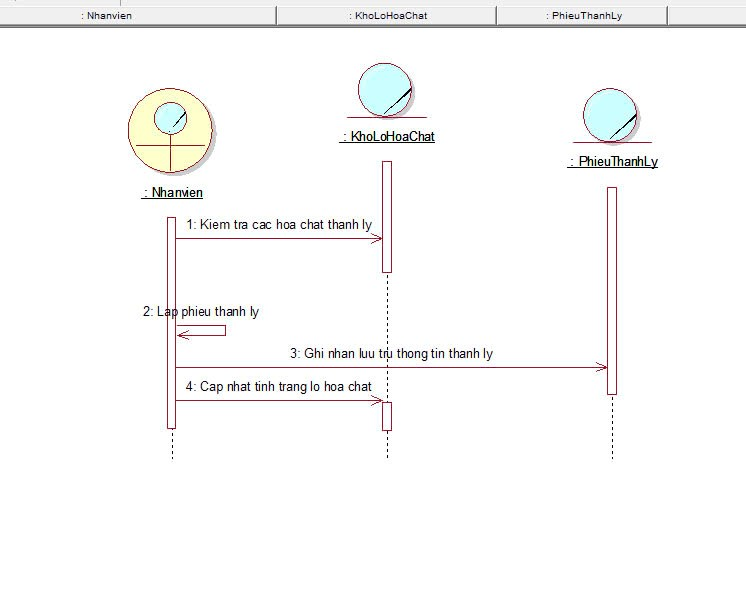 : Nhanvien
: KhoLoHoaChat
: PhieuThanhLy
: KhoLoHoaChat
: PhieuThanhLy
: Nhanvien
1: Kiem tra cac hoa chat thanh ly
2: Lap phieu thanh ly
3: Ghi nhan luu tru thong tin thanh ly
4: Cap nhat tinh trang lo hoa chat